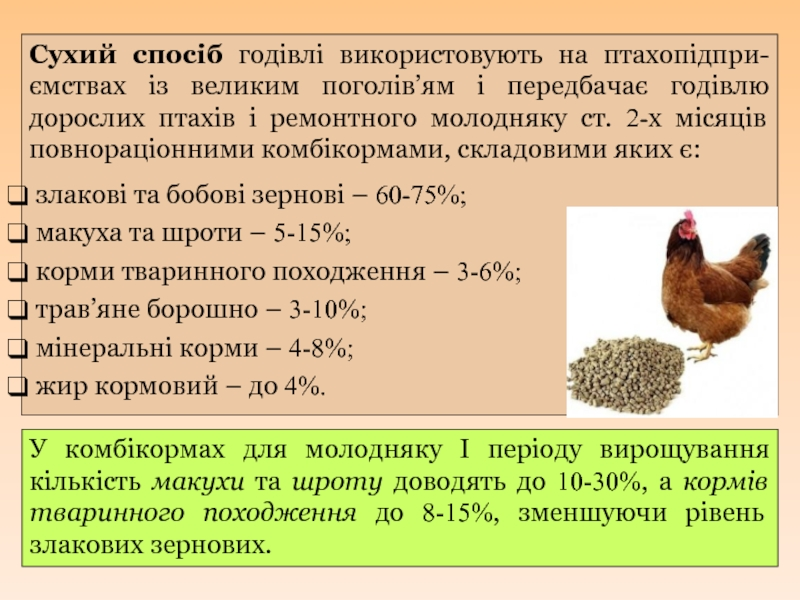 Сухий спосіб годівлі використовують на птахопідпри-
ємствах із великим поголів’ям і передбачає годівлю
дорослих птахів і ремонтного молодняку ст. 2-х місяців
повнораціонними комбікормами, складовими яких є:
❑ злакові та бобові зернові – 60-75%;
❑ макуха та шроти – 5-15%;
❑ корми тваринного походження – 3-6%;
❑ трав’яне борошно – 3-10%;
❑ мінеральні корми – 4-8%;
❑ жир кормовий – до 4%.
У комбікормах для молодняку І періоду вирощування
кількість макухи та шроту доводять до 10-30%, а кормів
тваринного походження до 8-15%, зменшуючи рівень
злакових зернових.